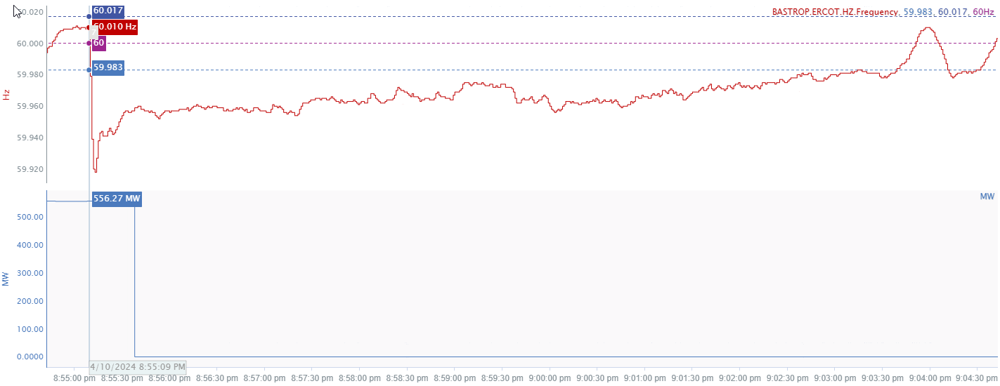 60.020
60.017
BASTROP.ERCOT.HZ.Frequency, 59.983, 60.017, 60Hz
60.010 Hz
7
60.000
60
59.983
59.980
Hz
59.960
59.940
59.920
556.27 MW
MW
500.00
400.00
MW
300.00
200.00
100.00
0.0000
4/10/2024 8:55:09 PM
8:55:00 pm 8:55:30 pm 8:56:00 pm 8:56:30 pm 8:57:00 pm 8:57:30 pm 8:58:00 pm 8:58:30 pm 8:59:00 pm 8:59:30 pm 9:00:00 pm 9:00:30 pm 9:01:00 pm 9:01:30 pm 9:02:00 pm 9:02:30 pm 9:03:00 pm 9:03:30 pm 9:04:00 pm 9:04:30 pm